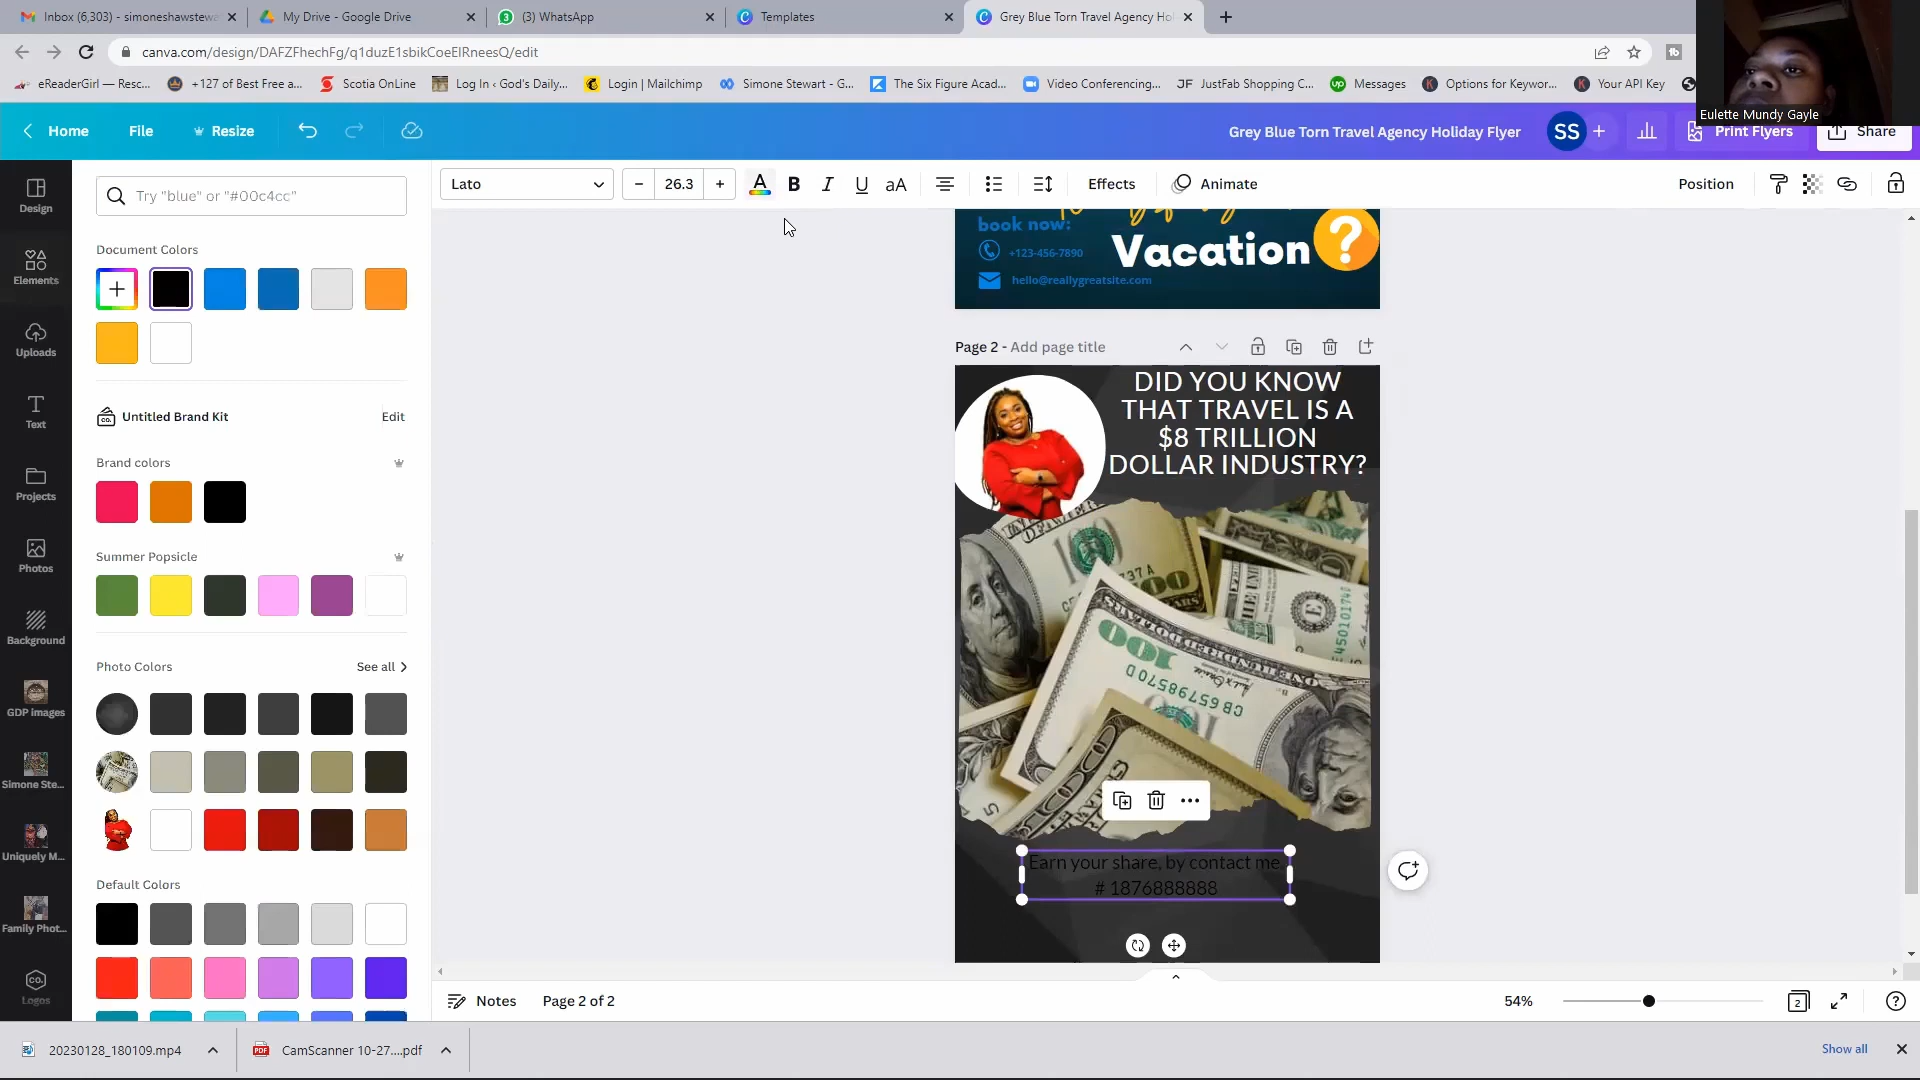 Inbox (6,303) - simoneshawstewa
My Drive - Google Drive
(3) WhatsApp
Templates
Grey Blue Torn Travel Agency Hol
canva.com/design/DAFZFhechFg/q1duzE1sbikCoeEIRneesQ/edit
eReaderGirl — Resc...
+127 of Best Free a...
Scotia OnLine
Log In ‹ God's Daily...
Login | Mailchimp
Simone Stewart - G...
The Six Figure Acad...
Video Conferencing...
JF JustFab Shopping C...
Messages
Options for Keywor...
Your API Key
Eulette Mundy Gayle
Home
File
Resize
Grey Blue Torn Travel Agency Holiday Flyer
SS
Print Flyers
Share
Lato
26.3
A
B
I
U
aA
Effects
Animate
Position
Try "blue" or "#00c4cc"
Document Colors
Untitled Brand Kit
Edit
Brand colors
Summer Popsicle
Photo Colors
See all
Default Colors
Design
Elements
Uploads
Text
Projects
Photos
Background
GDP images
Simone Ste...
Uniquely M...
Family Phot...
Logos
book now:
+123-456-7890
hello@reallygreatsite.com
Vacation
?
Page 2 - Add page title
DID YOU KNOW
THAT TRAVEL IS A
$8 TRILLION
DOLLAR INDUSTRY?
CB65798570D
Earn your share, by contact me
# 1876888888
Notes
Page 2 of 2
54%
2
20230128_180109.mp4
CamScanner 10-27....pdf
Show all